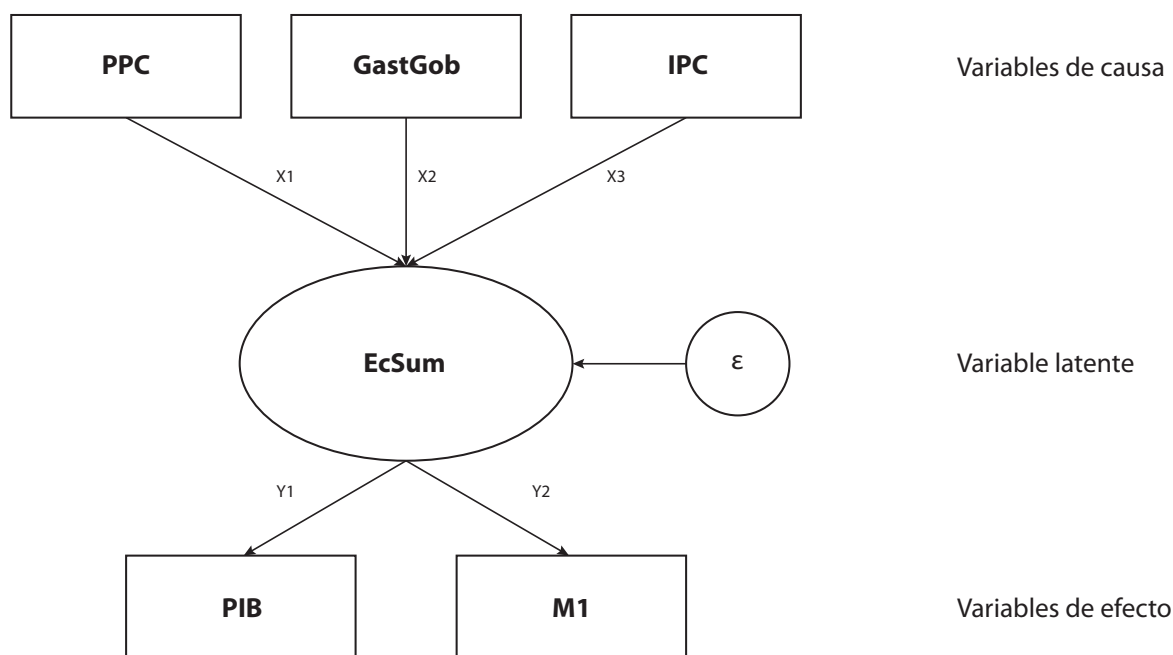 PPC
GastGob
IPC
Variables de causa
X1
X2
X3
EcSum
ε
Variable latente
Y1
Y2
PIB
M1
Variables de efecto